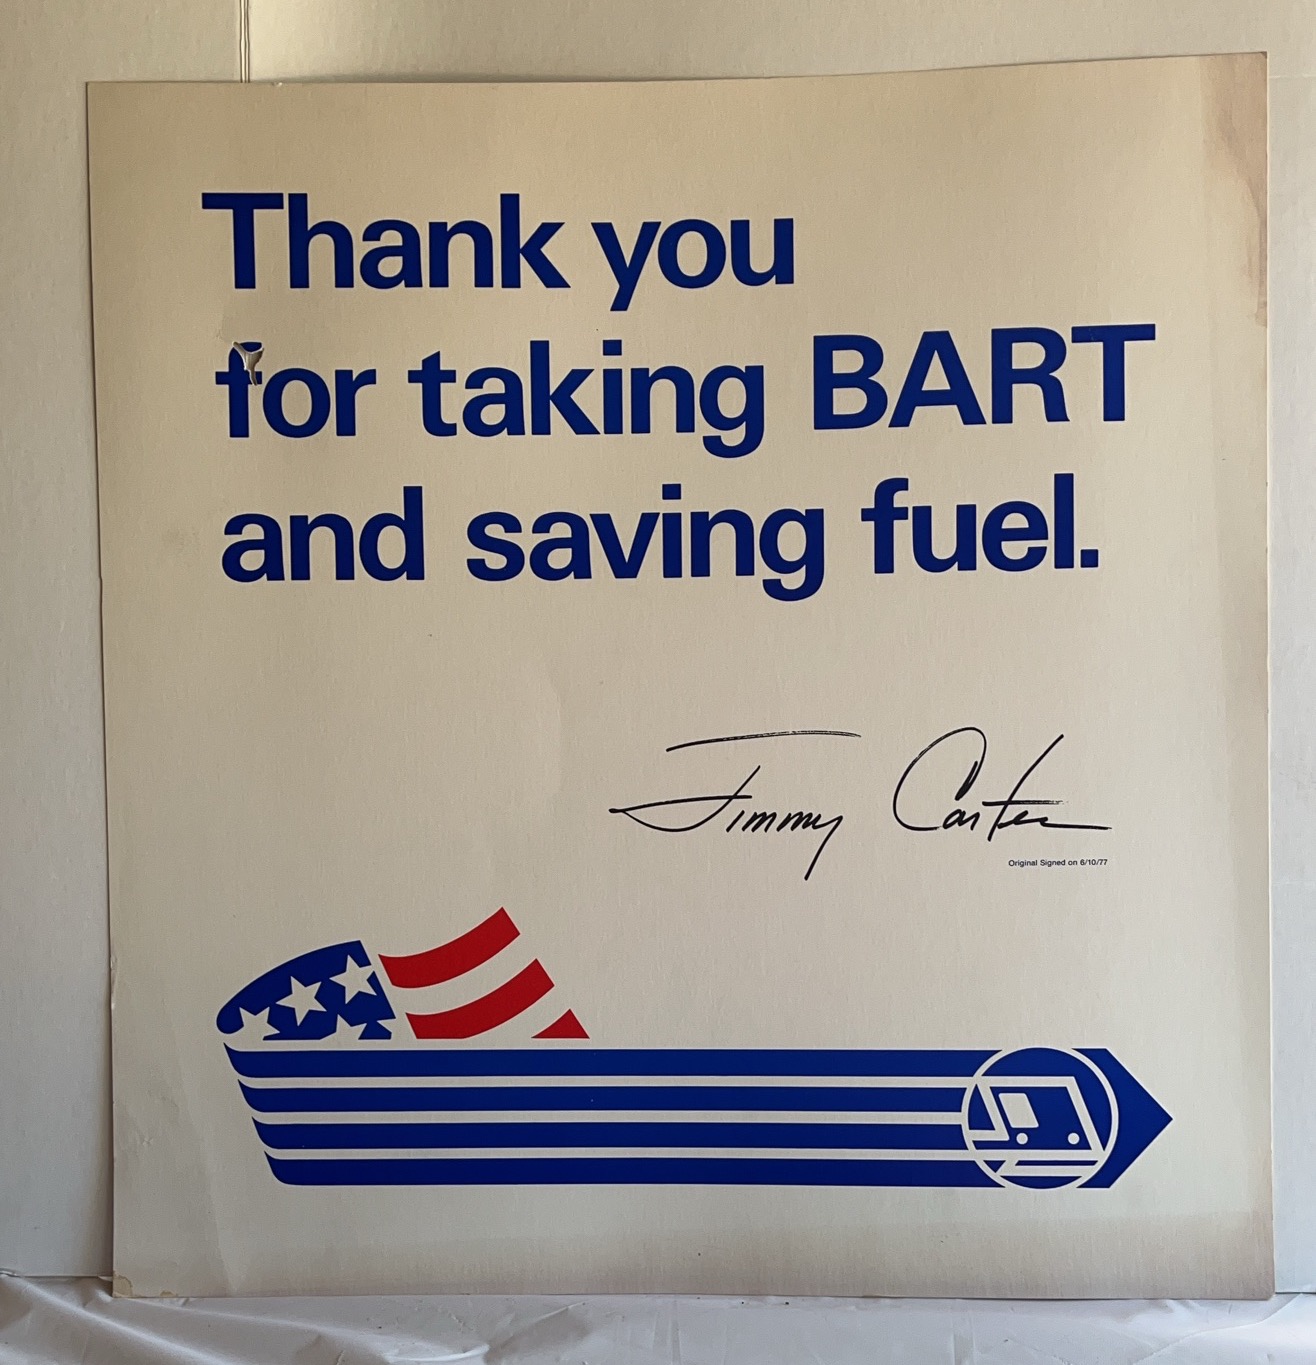 Thank you
for taking BART
and saving fuel.
Jimmy Carter
Original Signed on 6/10/77